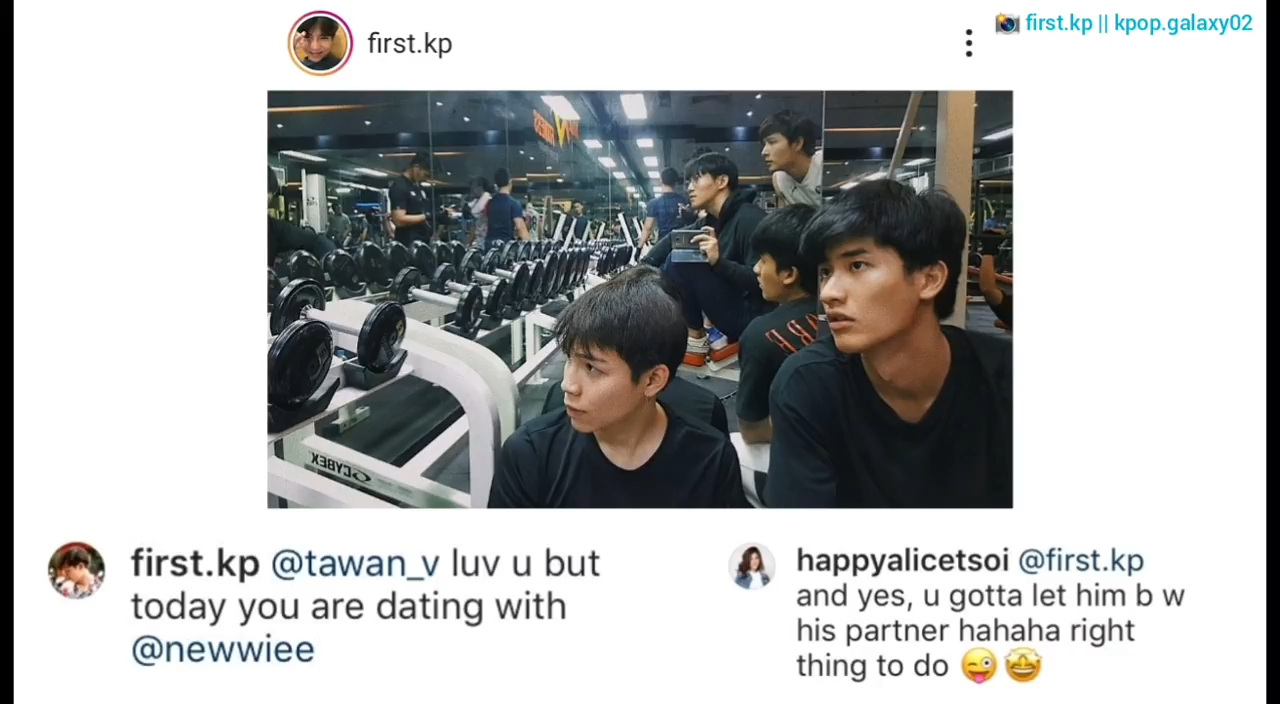 first.kp || kpop.galaxy02
first.kp
FITNESS
CYBEX
first.kp @tawan_v luv u but
today you are dating with
@newwiee
happyalicetsoi @first.kp
and yes, u gotta let him b w
his partner hahaha right
thing to do 😜🤩